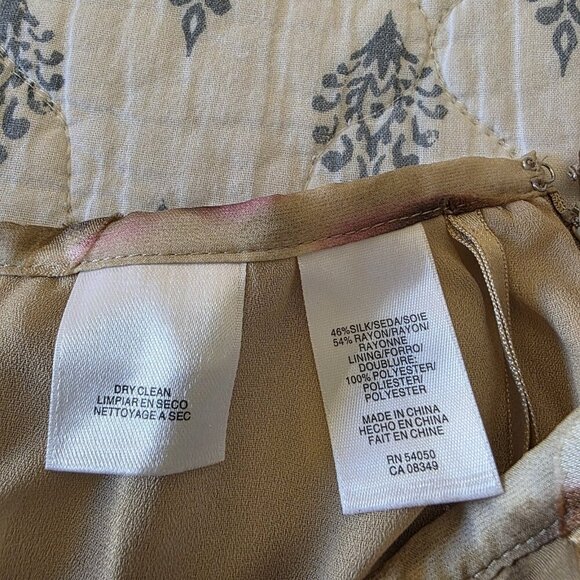 DRY CLEAN
LIMPIAR EN SECO
NETTOYAGE A SEC
46%SILK/SEDA/SOIE
54% RAYON/RAYON/
RAYONNE
LINING/FORRO/
DOUBLURE:
100% POLYESTER/
POLIESTER/
POLYESTER
MADE IN CHINA
HECHO EN CHINA
FAIT EN CHINE
RN 54050
CA 08349